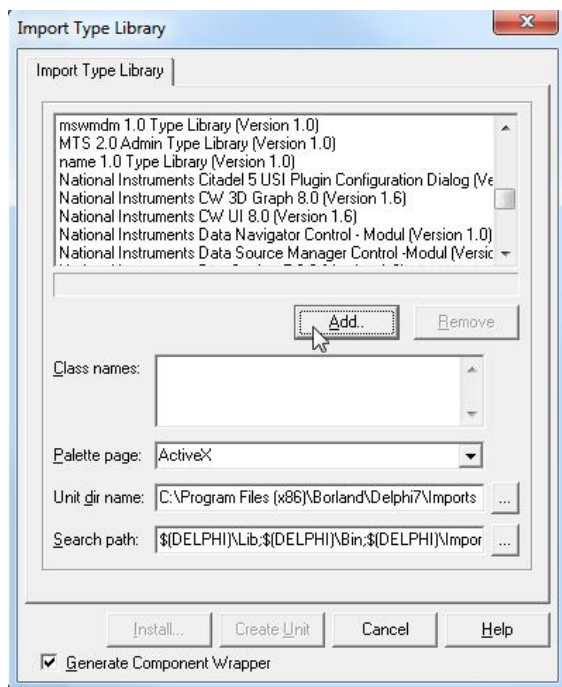 Import Type Library
Import Type Library
mswmdm 1.0 Type Library (Version 1.0)
MTS 2.0 Admin Type Library (Version 1.0)
name 1.0 Type Library (Version 1.0)
National Instruments Citadel 5 USI Plugin Configuration Dialog (Ve
National Instruments CW 3D Graph 8.0 (Version 1.6)
National Instruments CW UI 8.0 (Version 1.6)
National Instruments Data Navigator Control - Modul (Version 1.0)
National Instruments Data Source Manager Control -Modul (Versic
Add..
Remove
Class names:
Palette page: ActiveX
Unit dir name: C:\Program Files (x86)\Borland\Delphi7\Imports ...
Search path: $(DELPHI)\Lib;$(DELPHI)\Bin;$(DELPHI)\Impor ...
Install... Create Unit Cancel Help
Generate Component Wrapper